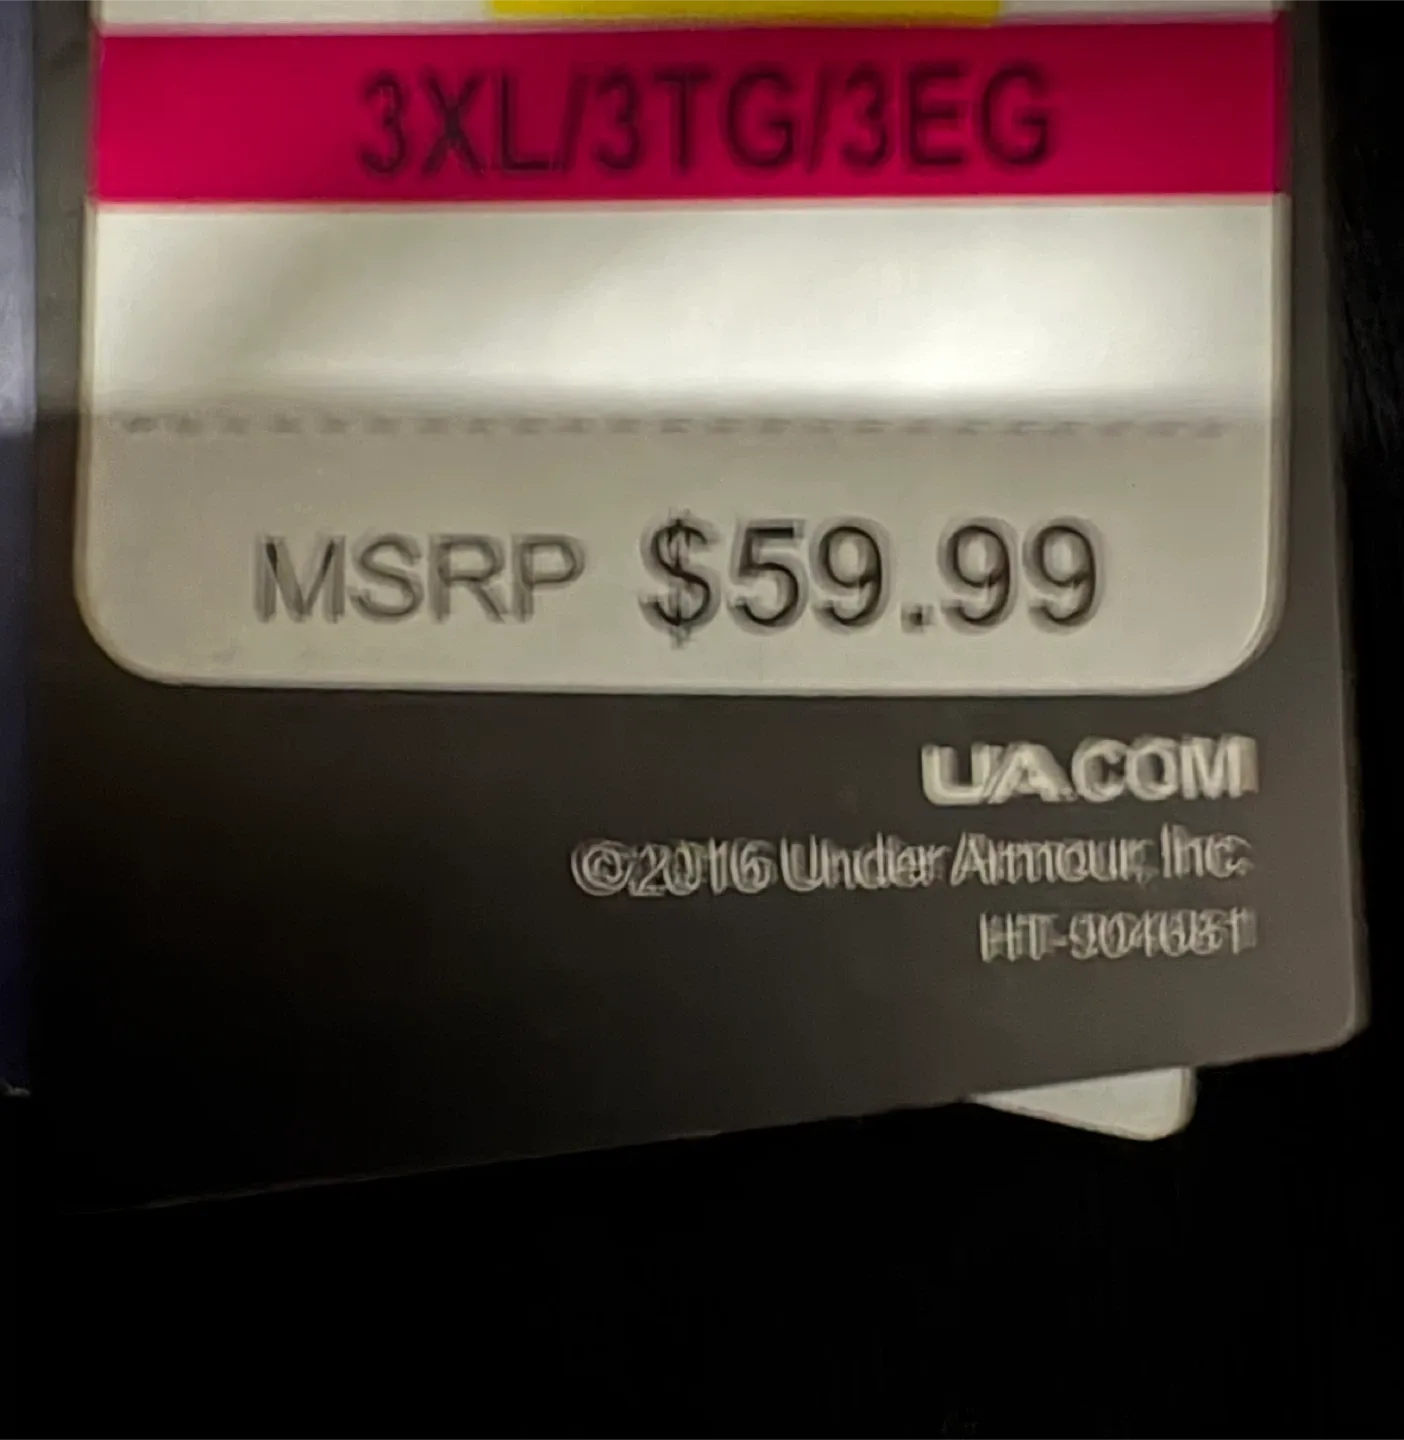 3XL/3TG/3EG
MSRP $59.99
UA.COM
©2016 Under Armour, Inc.